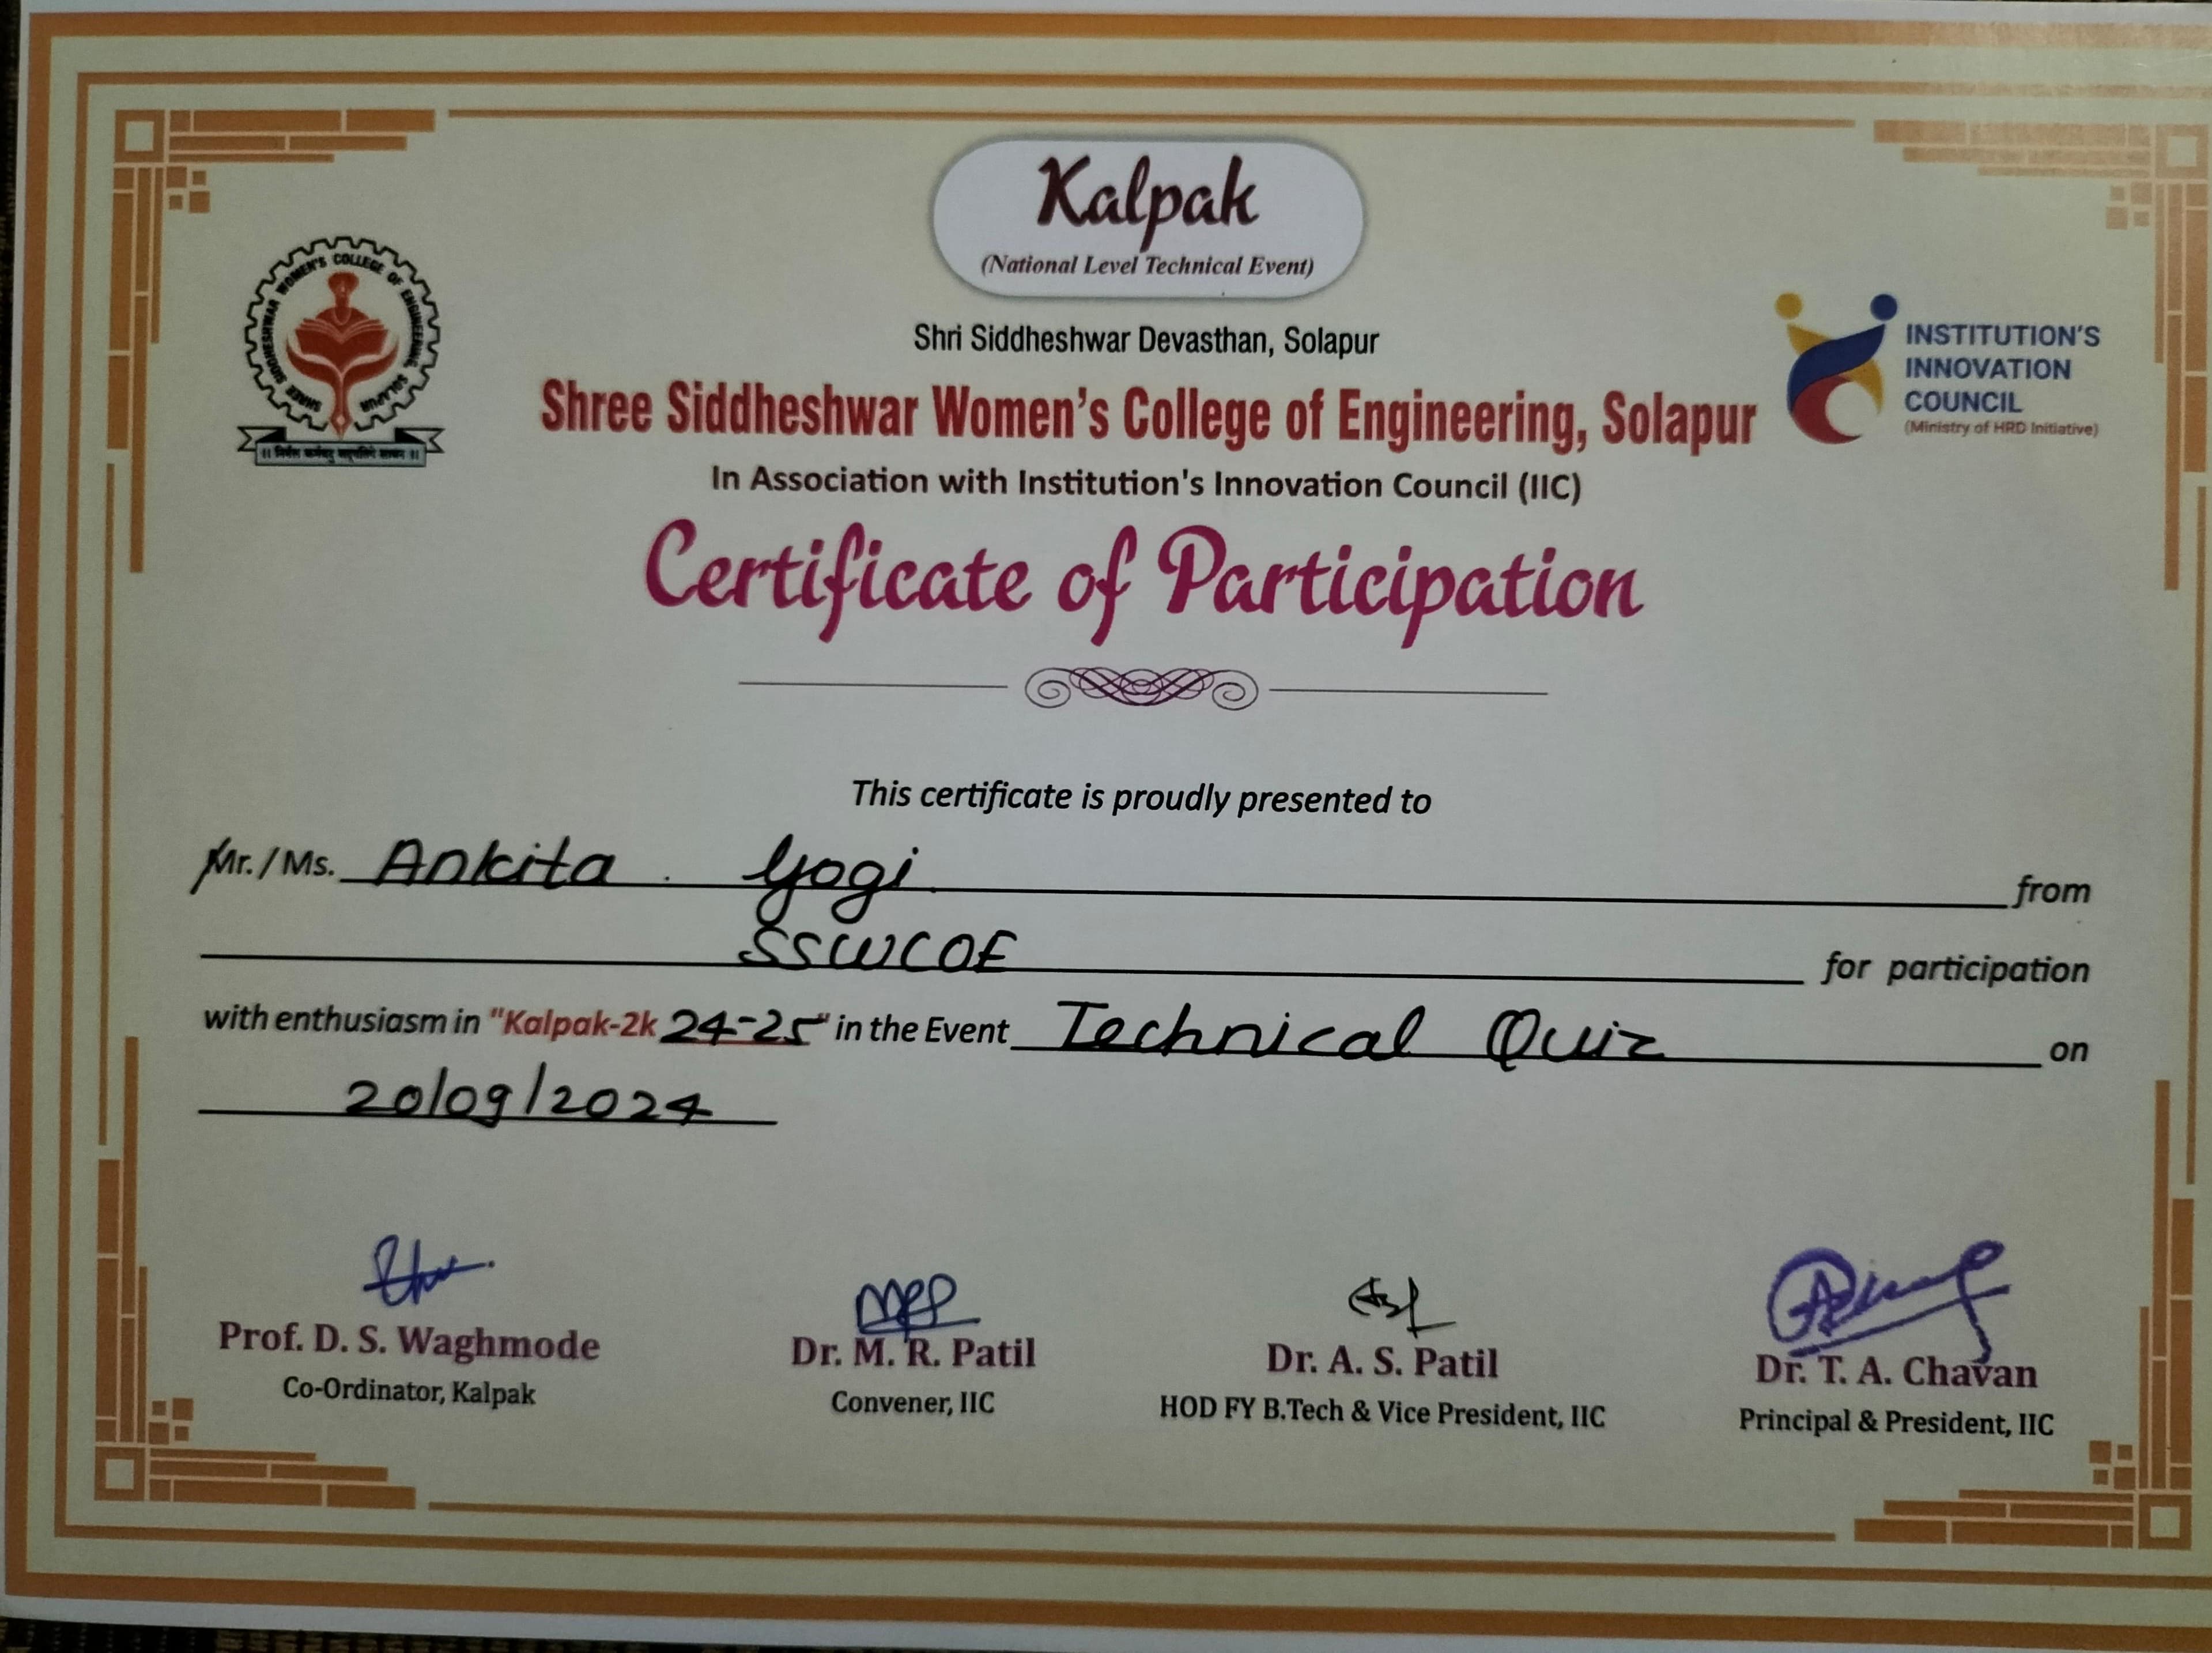 Kalpak
(National Level Technical Event)
SHREE SIDDHESHWAR WOMEN'S COLLEGE OF ENGINEERING, SOLAPUR
INSTITUTION'S
INNOVATION
COUNCIL
(Ministry of HRD Initiative)
Shri Siddheshwar Devasthan, Solapur
Shree Siddheshwar Women's College of Engineering, Solapur
In Association with Institution's Innovation Council (IIC)
Certificate of Participation
This certificate is proudly presented to
Mr./Ms. Ankita . Yogi from
SSWCOE for participation
with enthusiasm in "Kalpak-2k 24-25" in the Event Technical Quiz on
20/09/2024
Prof. D. S. Waghmode
Co-Ordinator, Kalpak
Dr. M. R. Patil
Convener, IIC
Dr. A. S. Patil
HOD FY B.Tech & Vice President, IIC
Dr. T. A. Chavan
Principal & President, IIC